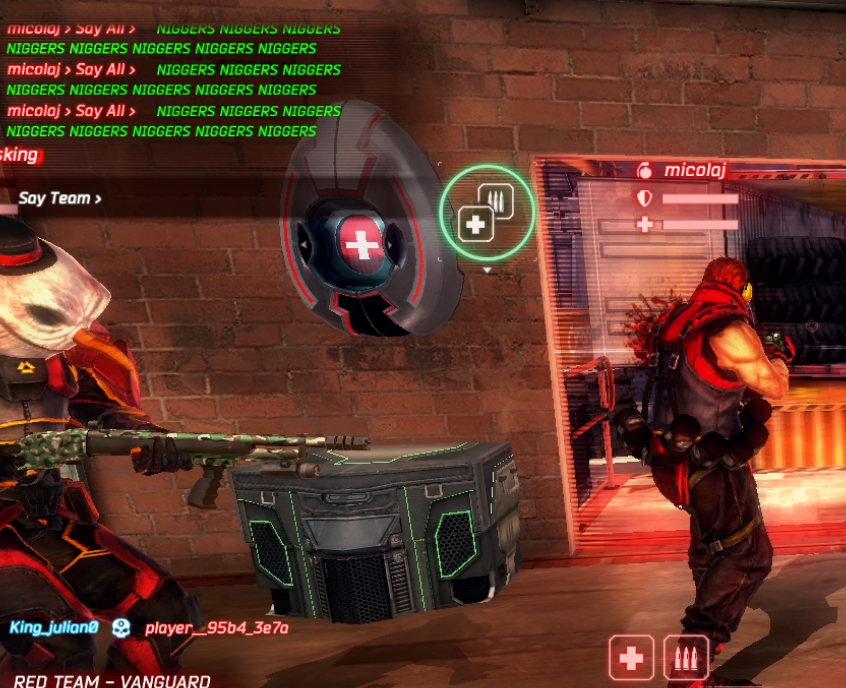 micolaj > Say All > NIGGERS NIGGERS NIGGERS
NIGGERS NIGGERS NIGGERS NIGGERS NIGGERS
micolaj > Say All > NIGGERS NIGGERS NIGGERS
NIGGERS NIGGERS NIGGERS NIGGERS NIGGERS
micolaj > Say All > NIGGERS NIGGERS NIGGERS
NIGGERS NIGGERS NIGGERS NIGGERS NIGGERS
sking
Say Team >
micolaj
King_julian0 player__95b4_3e7a
RED TEAM - VANGUARD